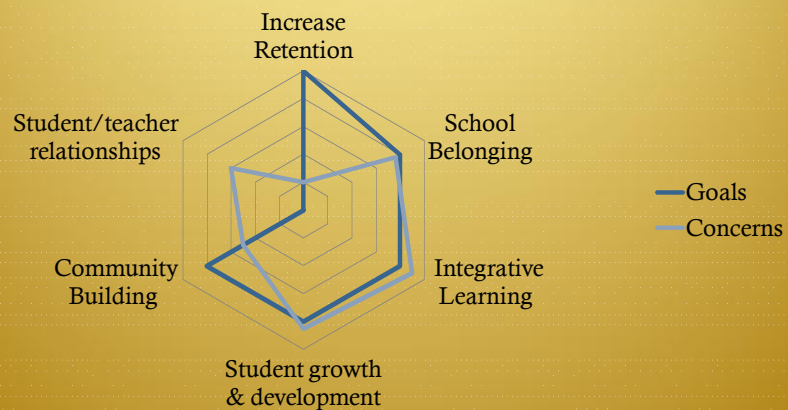 Increase
Retention
School
Belonging
Integrative
Learning
Student growth
& development
Community
Building
Student/teacher
relationships
Goals
Concerns